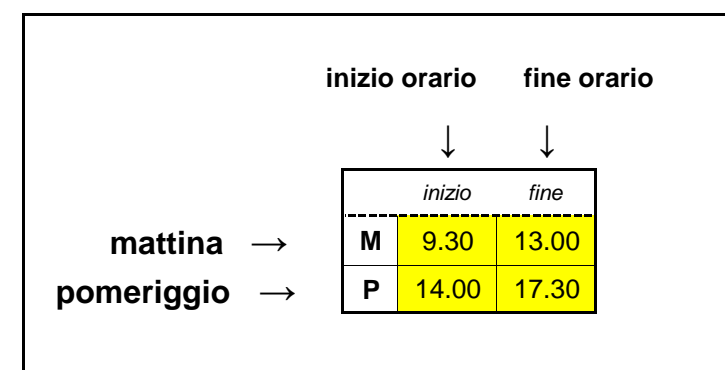 inizio orario fine orario
↓ ↓
inizio fine
mattina → M 9.30 13.00
pomeriggio → P 14.00 17.30